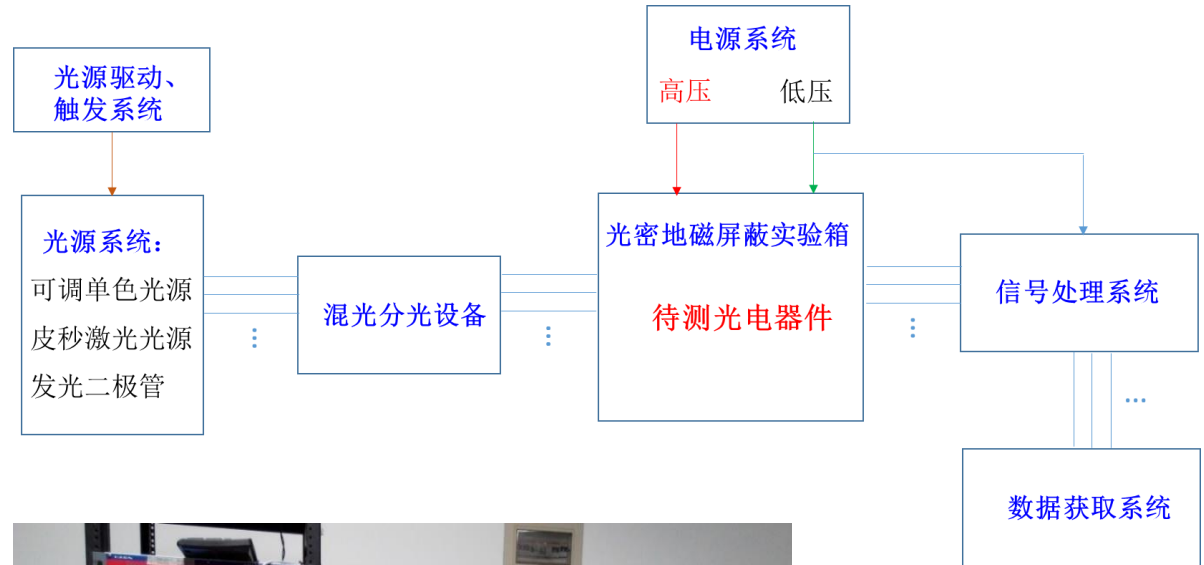 电源系统
高压 低压
光源驱动、
触发系统
光源系统：
可调单色光源
皮秒激光光源
发光二极管
混光分光设备
光密地磁屏蔽实验箱
待测光电器件
信号处理系统
数据获取系统